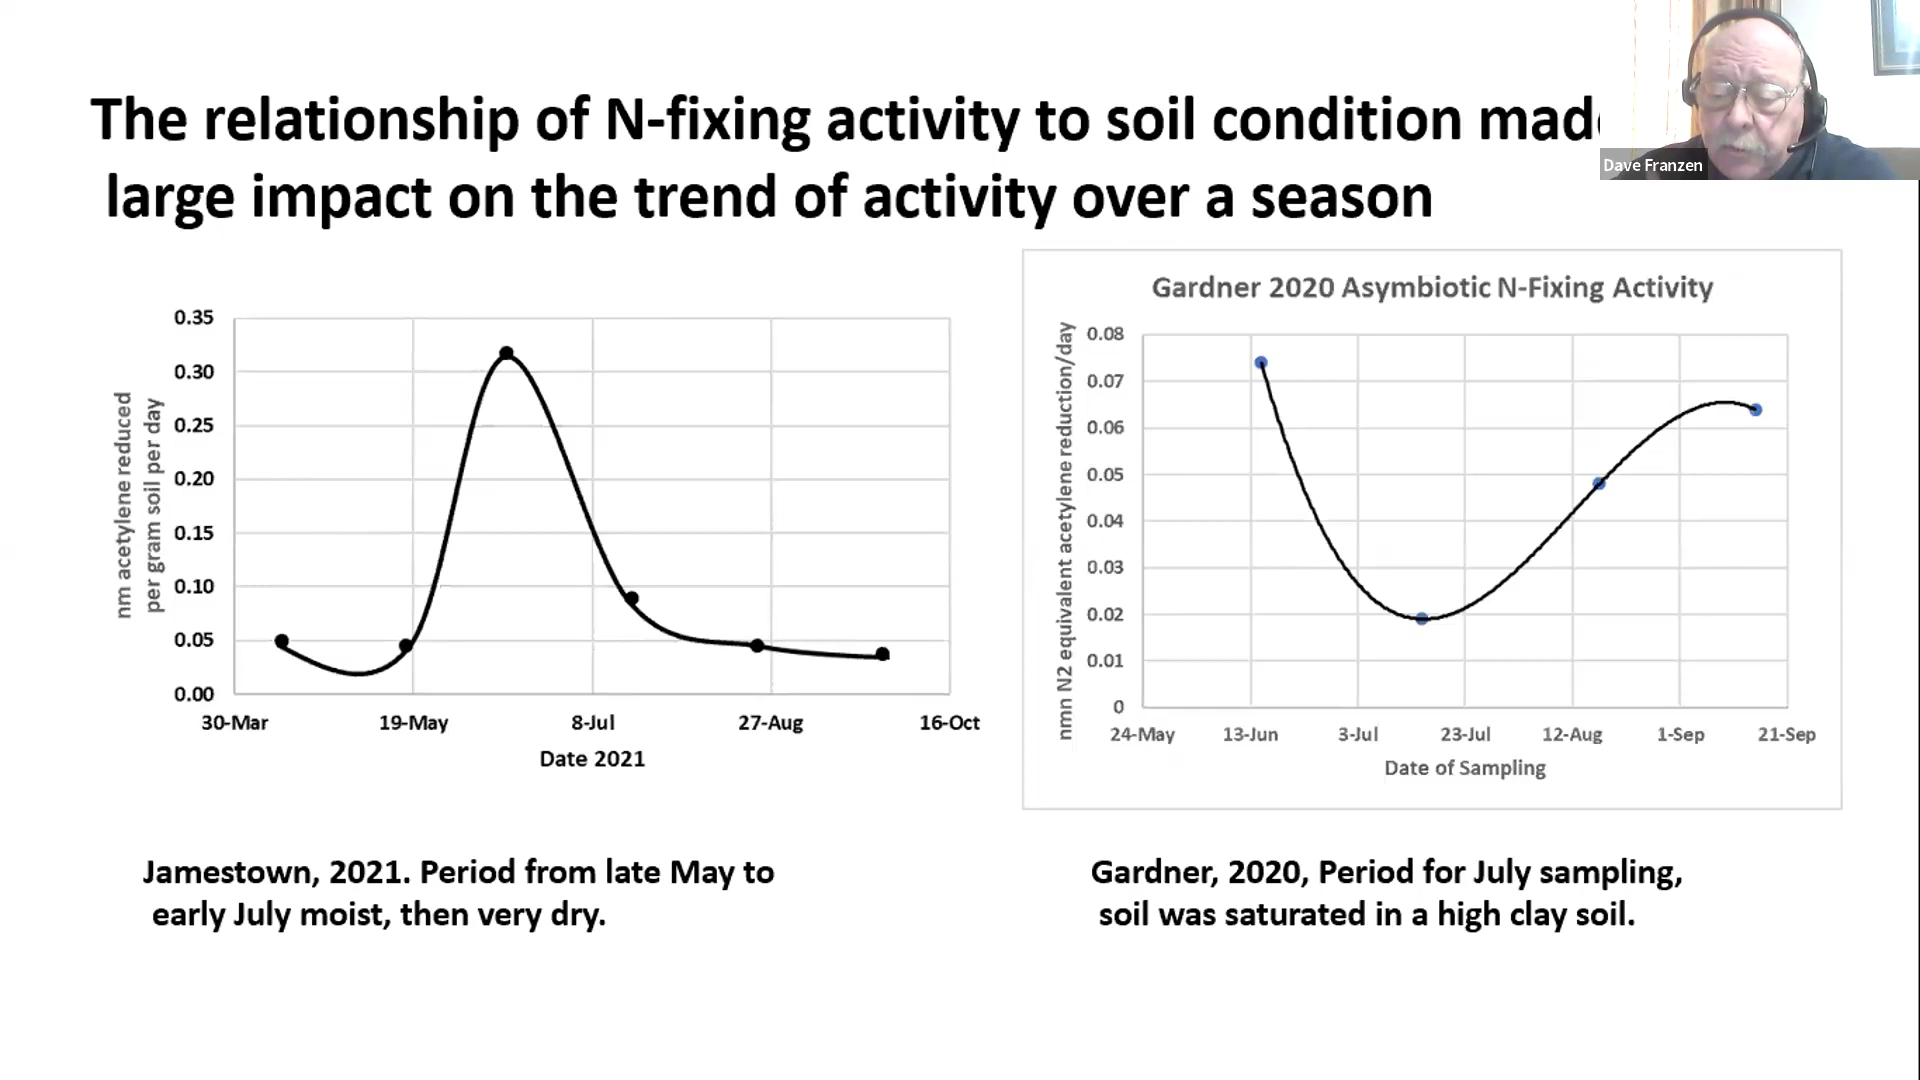 The relationship of N-fixing activity to soil condition made
large impact on the trend of activity over a season
Dave Franzen
0.35
0.30
0.25
0.20
0.15
0.10
0.05
0.00
nm acetylene reduced
per gram soil per day
30-Mar 19-May 8-Jul 27-Aug 16-Oct
Date 2021
Jamestown, 2021. Period from late May to
early July moist, then very dry.
Gardner 2020 Asymbiotic N-Fixing Activity
0.08
0.07
0.06
0.05
0.04
0.03
0.02
0.01
0
nmn N2 equivalent acetylene reduction/day
24-May 13-Jun 3-Jul 23-Jul 12-Aug 1-Sep 21-Sep
Date of Sampling
Gardner, 2020, Period for July sampling,
soil was saturated in a high clay soil.